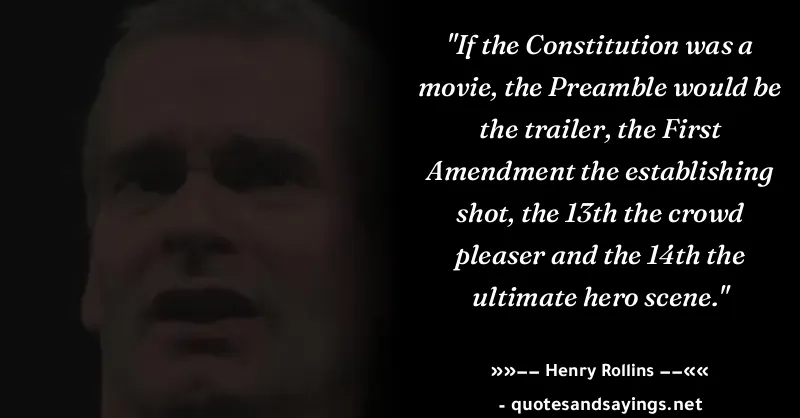 "If the Constitution was a
movie, the Preamble would be
the trailer, the First
Amendment the establishing
shot, the 13th the crowd
pleaser and the 14th the
ultimate hero scene."
»»−− Henry Rollins −−««
- quotesandsayings.net